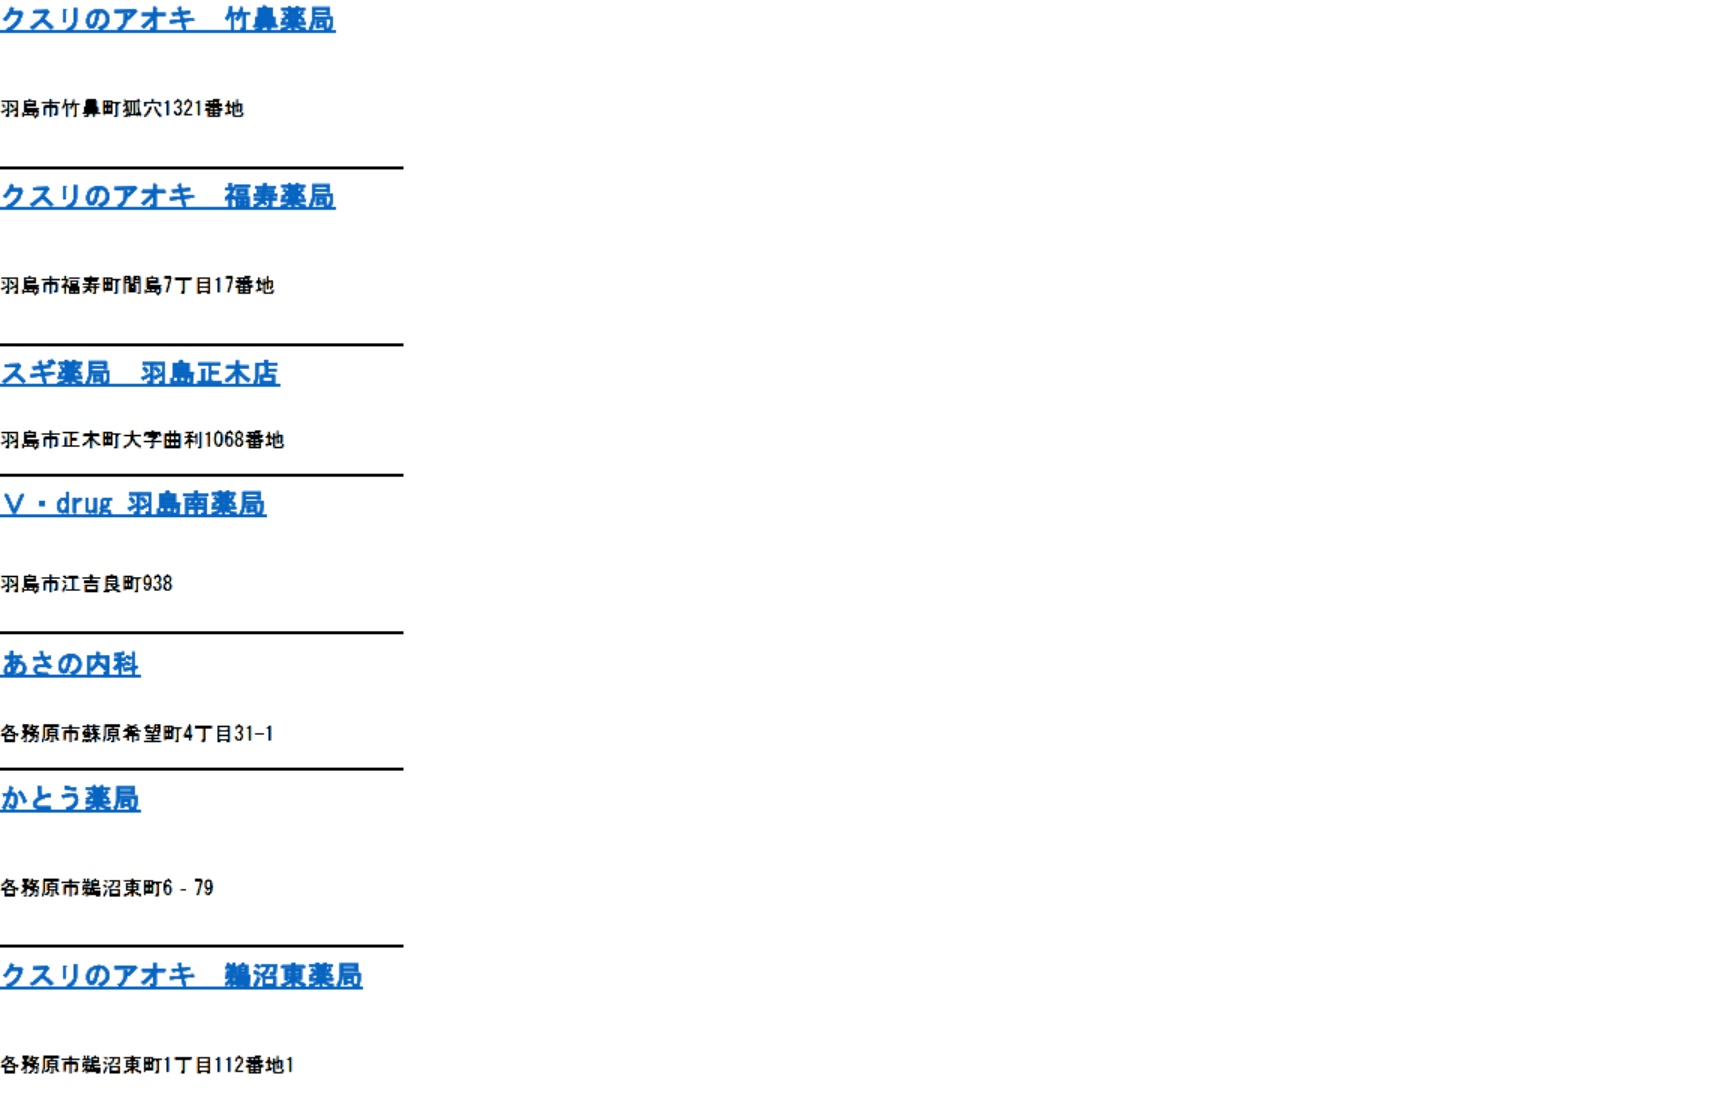 クスリのアオキ　竹鼻薬局
羽島市竹鼻町狐穴1321番地
クスリのアオキ　福寿薬局
羽島市福寿町間島7丁目17番地
スギ薬局　羽島正木店
羽島市正木町大字曲利1068番地
Ｖ・drug 羽島南薬局
羽島市江吉良町938
あさの内科
各務原市蘇原希望町4丁目31-1
かとう薬局
各務原市鵜沼東町6‐79
クスリのアオキ　鵜沼東薬局
各務原市鵜沼東町1丁目112番地1